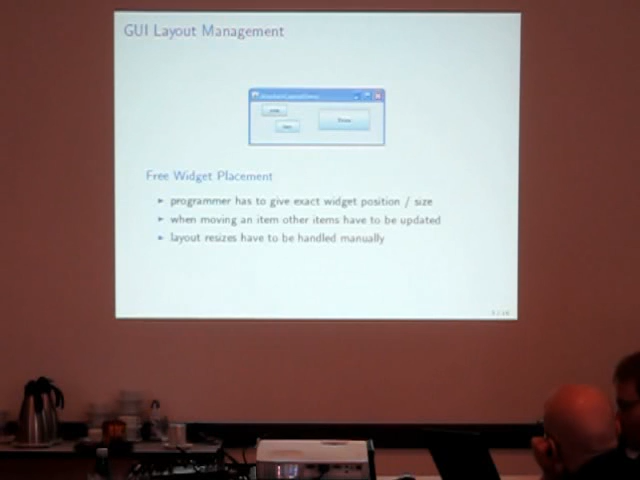 GUI Layout Management
Free Widget Placement
► programmer has to give exact widget position / size
► when moving an item other items have to be updated
► layout resizes have to be handled manually